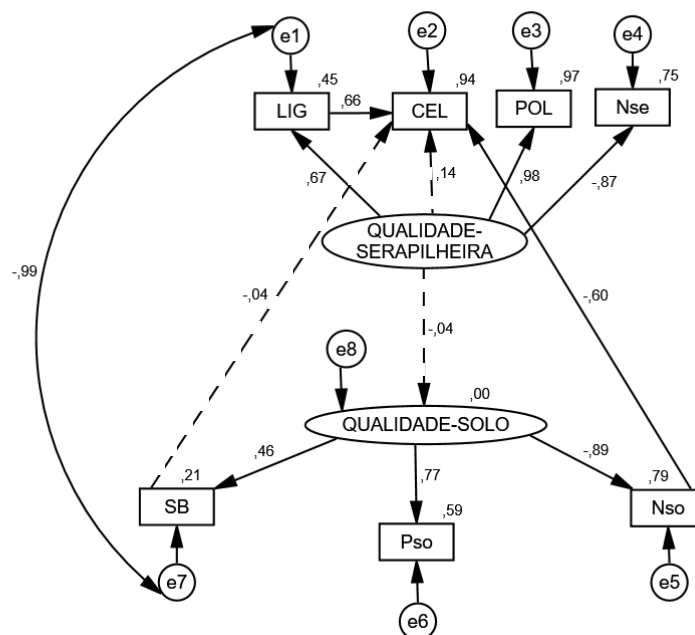 e1
e2
e3
e4
,45
,94
,97
,75
LIG
,66
CEL
POL
Nse
,67
,14
,98
-,87
QUALIDADE-
SERAPILHEIRA
-,99
-,04
-,60
-,04
e8
,00
QUALIDADE-SOLO
,46
-,89
,21
,77
,79
SB
,59
Nso
Pso
e7
e5
e6